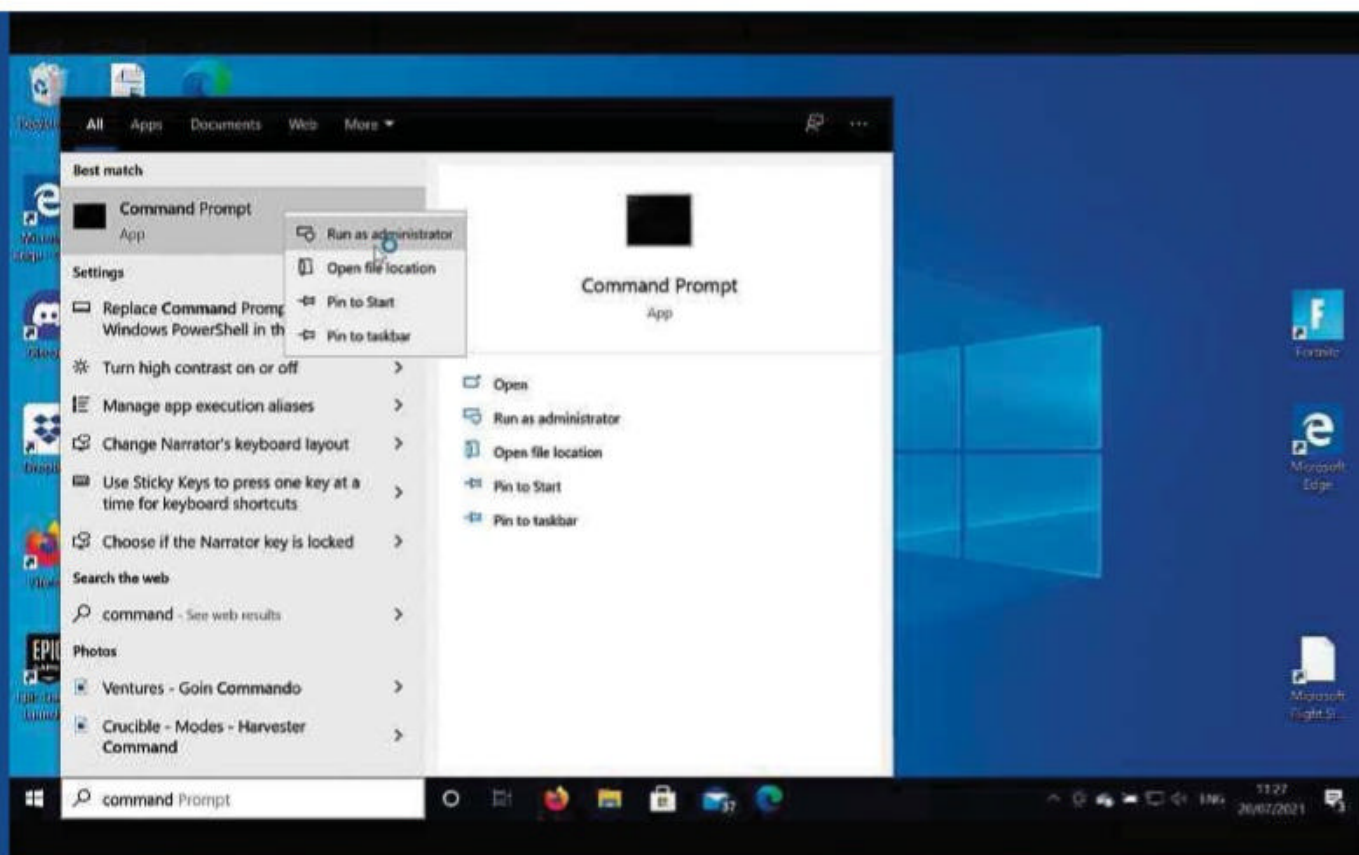 All Apps Documents Web More
Best match
Command Prompt
App
Run as administrator
Open file location
Pin to Start
Pin to taskbar
Settings
Replace Command Promp
Windows PowerShell in th
Turn high contrast on or off
Manage app execution aliases
Change Narrator's keyboard layout
Use Sticky Keys to press one key at a
time for keyboard shortcuts
Choose if the Narrator key is locked
Search the web
command - See web results
Photos
Ventures - Goin Commando
Crucible - Modes - Harvester
Command
Command Prompt
App
Open
Run as administrator
Open file location
Pin to Start
Pin to taskbar
Fortnite
Microsoft
Edge
Microsoft
command Prompt
37
ENG
11:27
20/07/2021
3